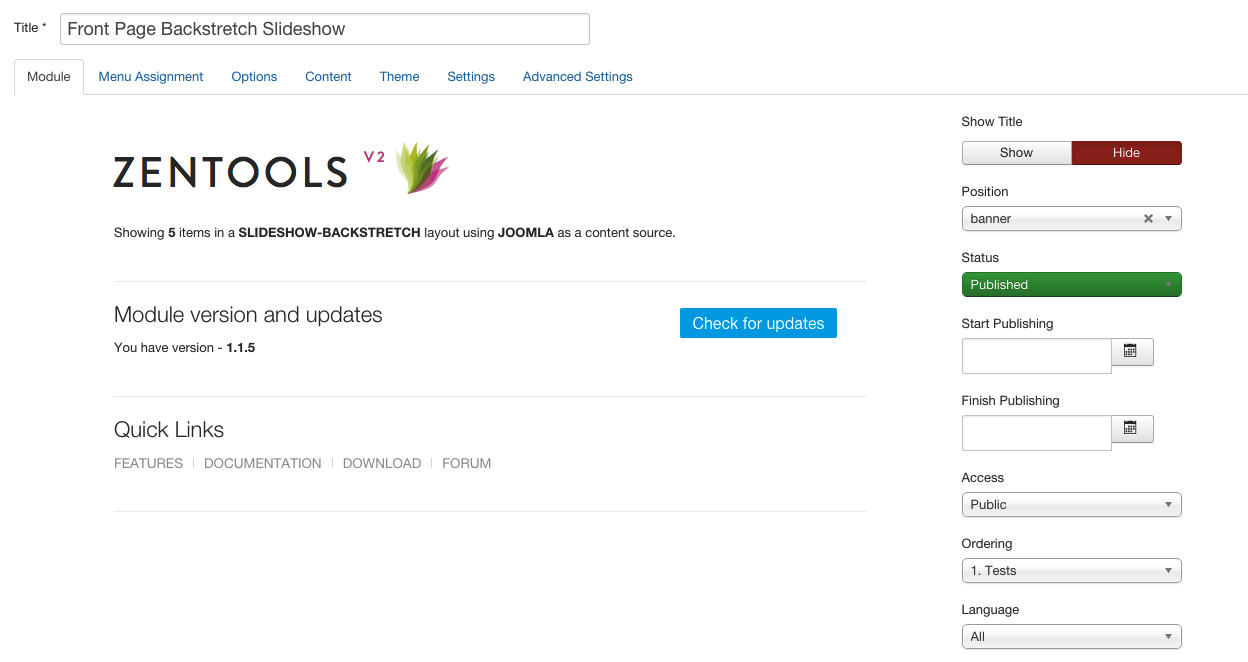 Title *
Front Page Backstretch Slideshow
Module Menu Assignment Options Content Theme Settings Advanced Settings
ZENTOOLS V2
Showing 5 items in a SLIDESHOW-BACKSTRETCH layout using JOOMLA as a content source.
Module version and updates
Check for updates
You have version - 1.1.5
Quick Links
FEATURES DOCUMENTATION DOWNLOAD FORUM
Show Title
Show Hide
Position
banner
Status
Published
Start Publishing
Finish Publishing
Access
Public
Ordering
1. Tests
Language
All